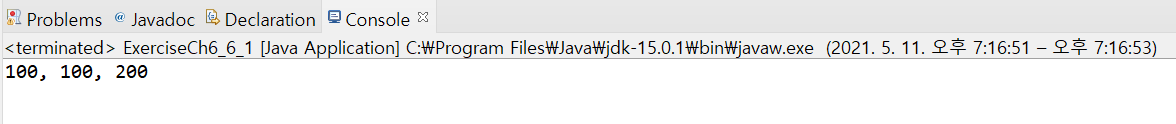 Problems @ Javadoc Declaration Console
<terminated> ExerciseCh6_6_1 [Java Application] C:₩Program Files₩Java₩jdk-15.0.1₩bin₩javaw.exe (2021. 5. 11. 오후 7:16:51 – 오후 7:16:53)
100, 100, 200